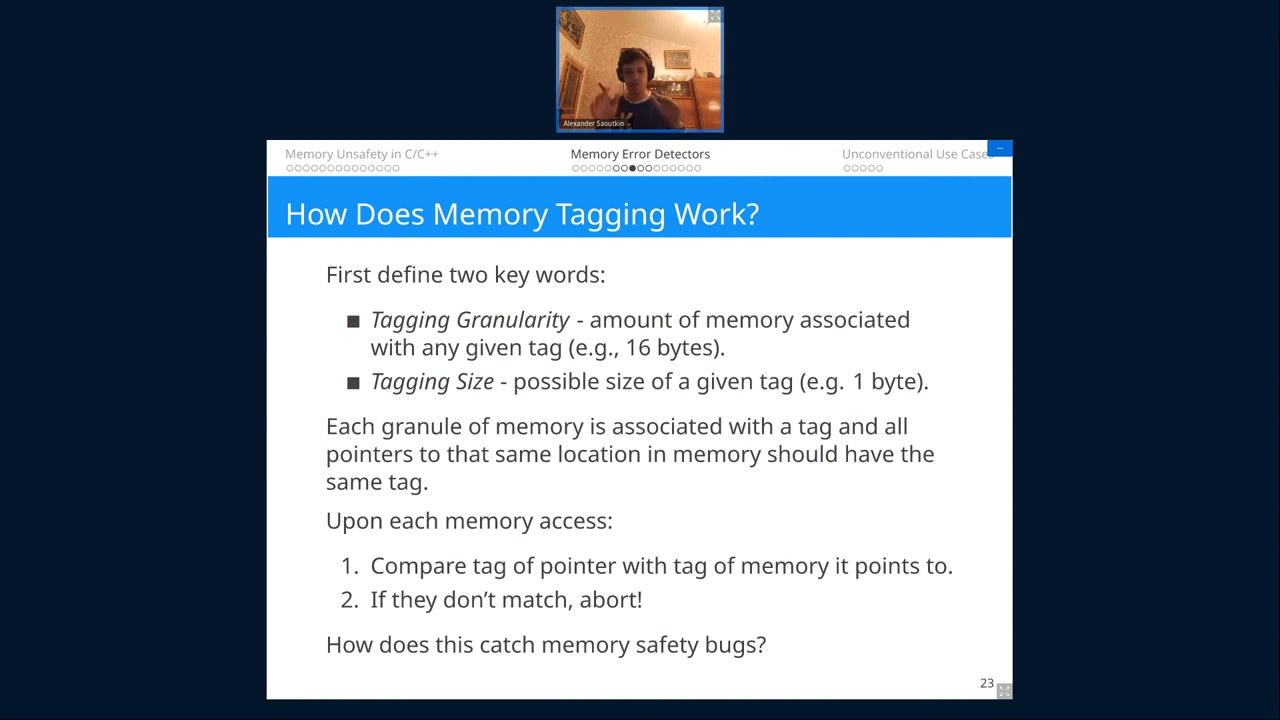 Alexander Saoutkin
Memory Unsafety in C/C++ Memory Error Detectors Unconventional Use Cases
How Does Memory Tagging Work?
First define two key words:
■ Tagging Granularity - amount of memory associated
with any given tag (e.g., 16 bytes).
■ Tagging Size - possible size of a given tag (e.g. 1 byte).
Each granule of memory is associated with a tag and all
pointers to that same location in memory should have the
same tag.
Upon each memory access:
1. Compare tag of pointer with tag of memory it points to.
2. If they don’t match, abort!
How does this catch memory safety bugs?
23